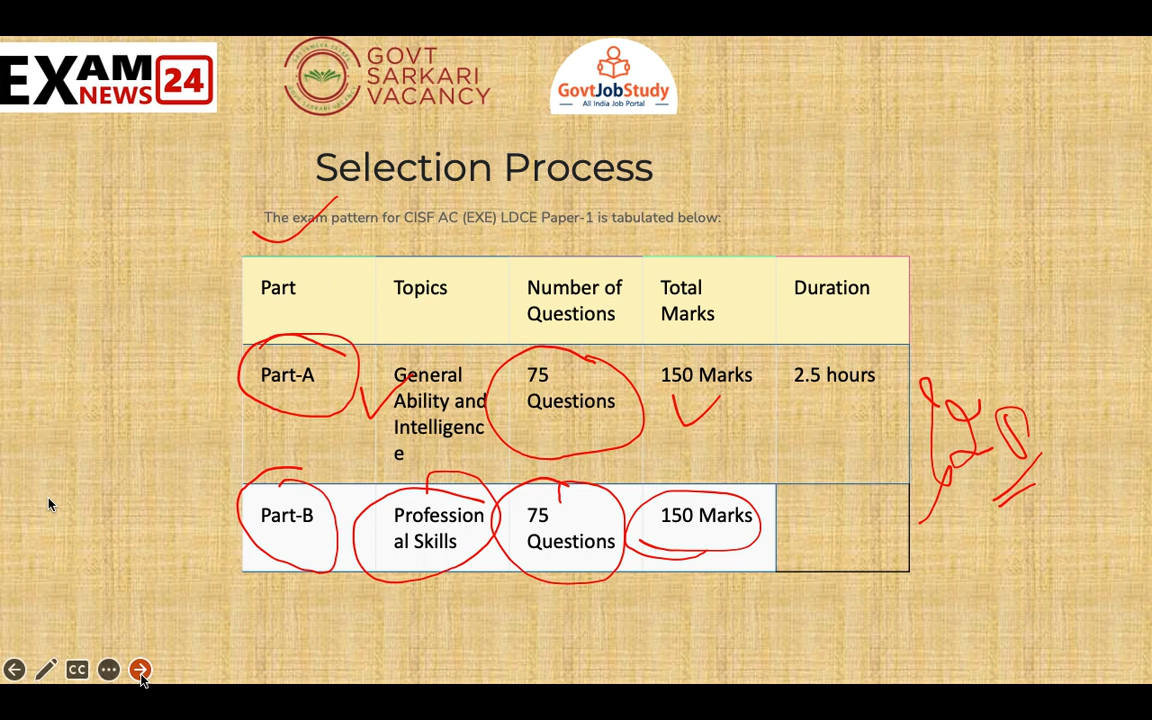 EXAM
NEWS 24
GOVT
SARKARI
VACANCY
GovtJobStudy
All India Job Portal
Selection Process
The exam pattern for CISF AC (EXE) LDCE Paper-1 is tabulated below:
Part Topics Number of Questions Total Marks Duration
Part-A General Ability and Intelligenc e 75 Questions 150 Marks 2.5 hours
Part-B Profession al Skills 75 Questions 150 Marks
CC